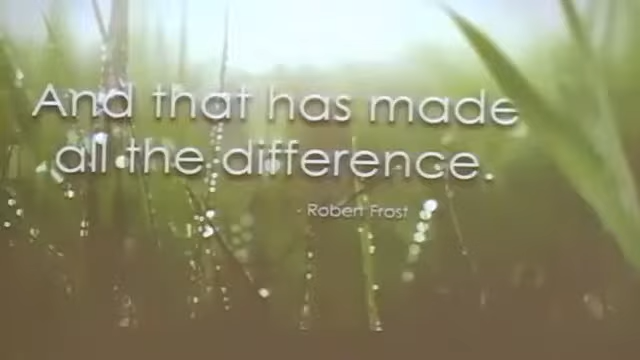 And that has made
all the difference.
- Robert Frost